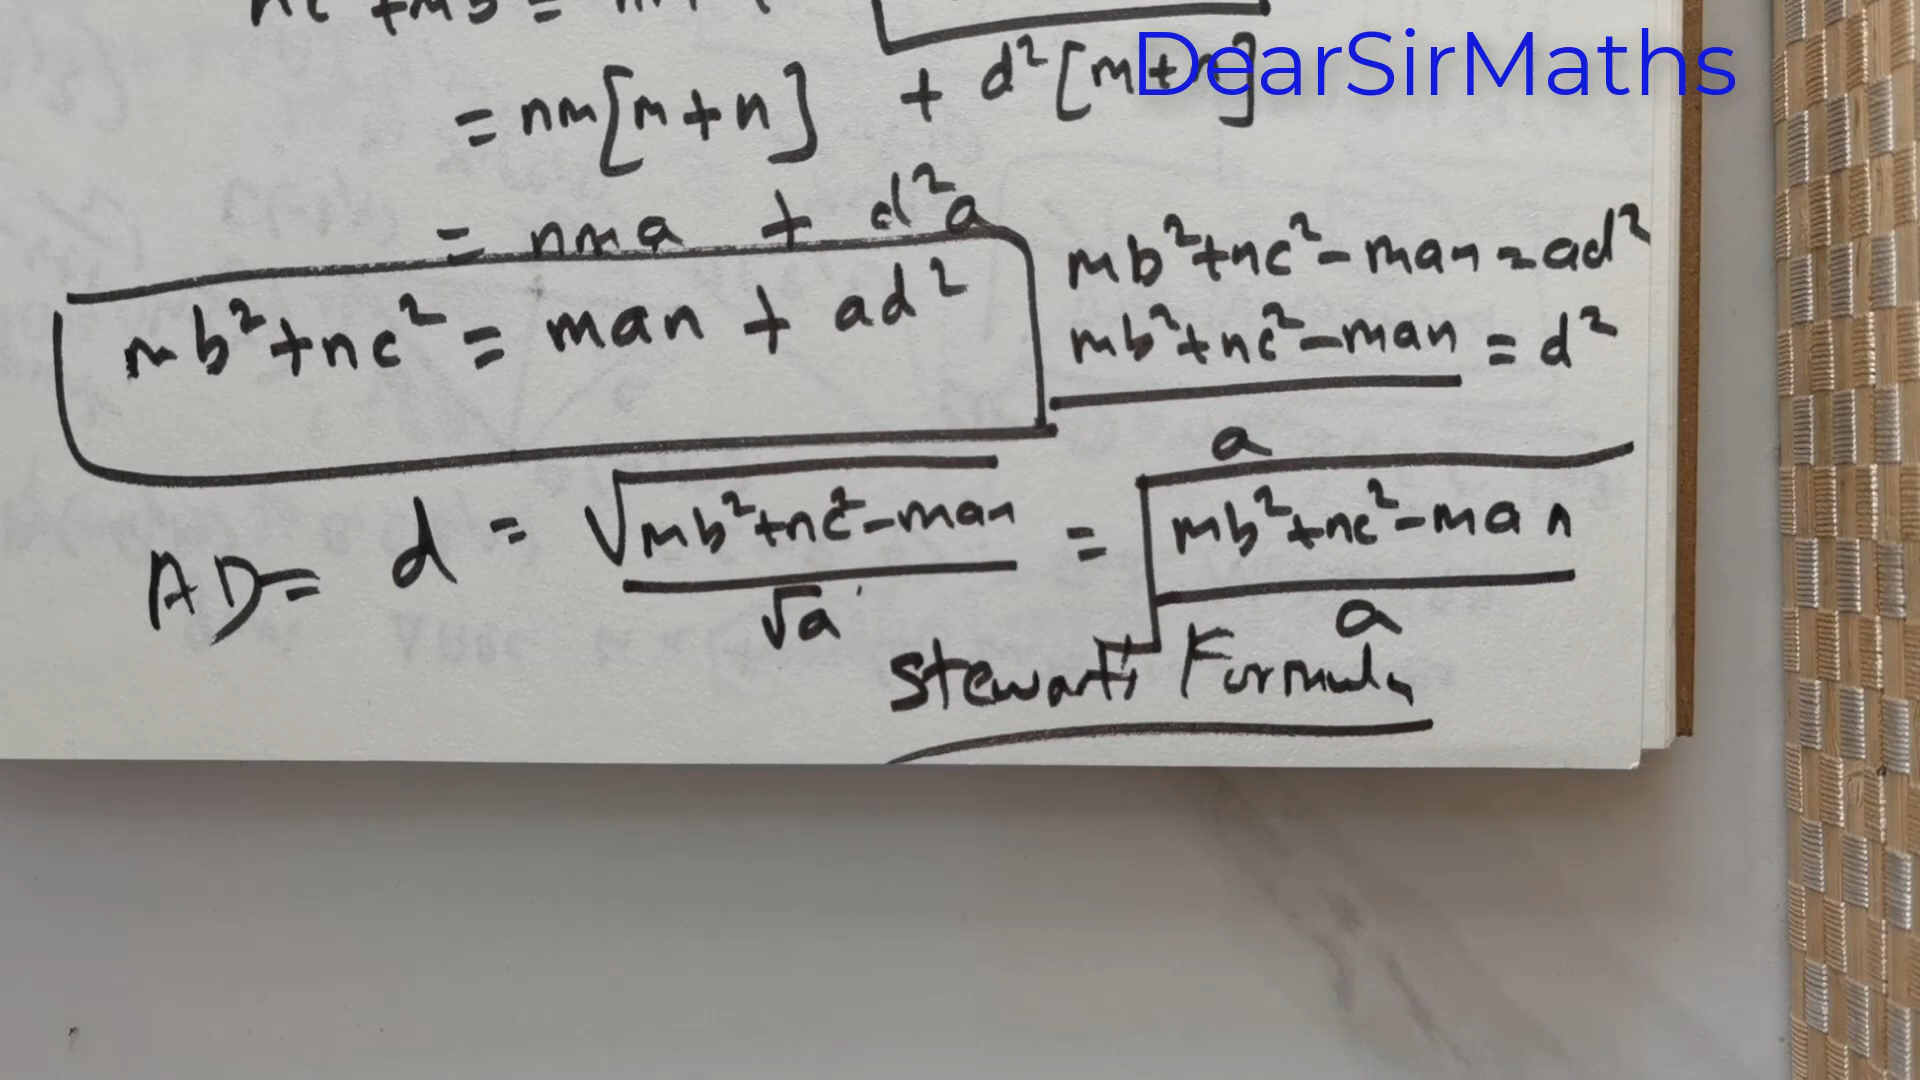 DearSirMaths
= nm[m+n] + d²[m+n]
= nma + d²a
mb²+nc² = man + ad²
mb²+nc²-man=ad²
mb²+nc²-man = d²
a
AD= d = √mb²+nc²-man = √mb²+nc²-man
√a a
Stewart's Formula